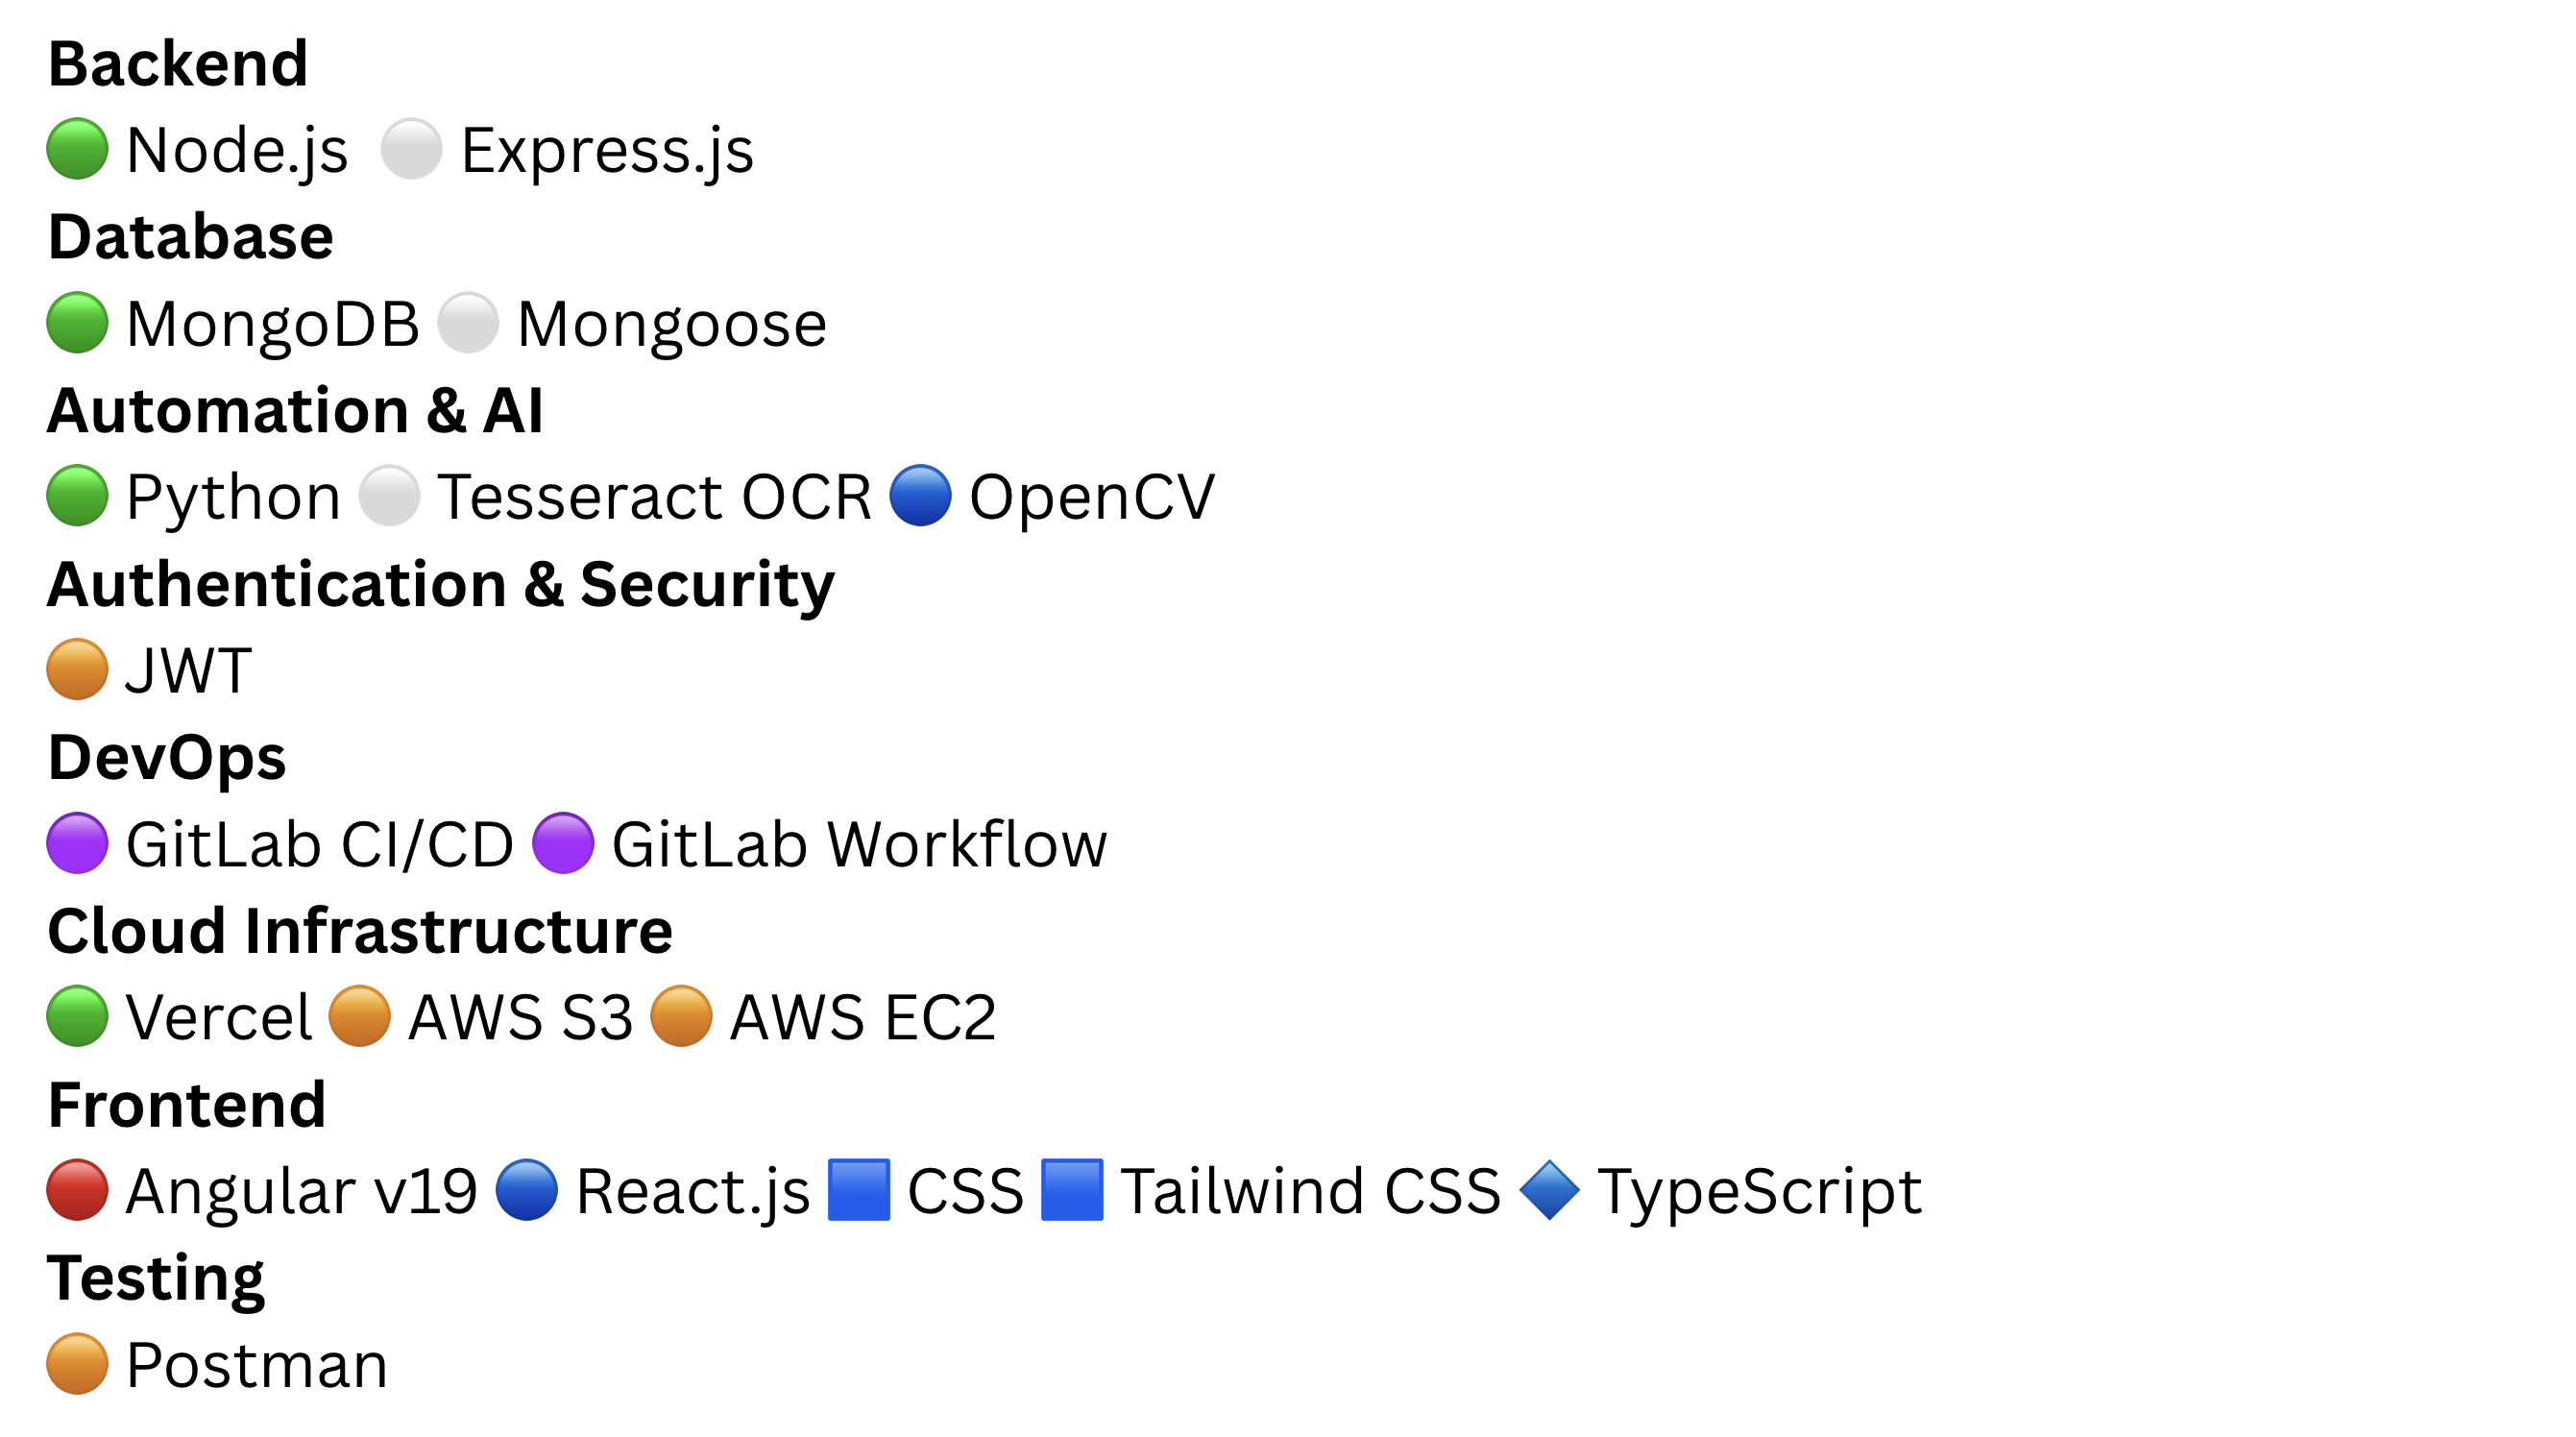 Backend
🟢 Node.js ⚪ Express.js
Database
🟢 MongoDB ⚪ Mongoose
Automation & AI
🟢 Python ⚪ Tesseract OCR 🔵 OpenCV
Authentication & Security
🟠 JWT
DevOps
🟣 GitLab CI/CD 🟣 GitLab Workflow
Cloud Infrastructure
🟢 Vercel 🟠 AWS S3 🟠 AWS EC2
Frontend
🔴 Angular v19 🔵 React.js 🟦 CSS 🟦 Tailwind CSS 🔷 TypeScript
Testing
🟠 Postman